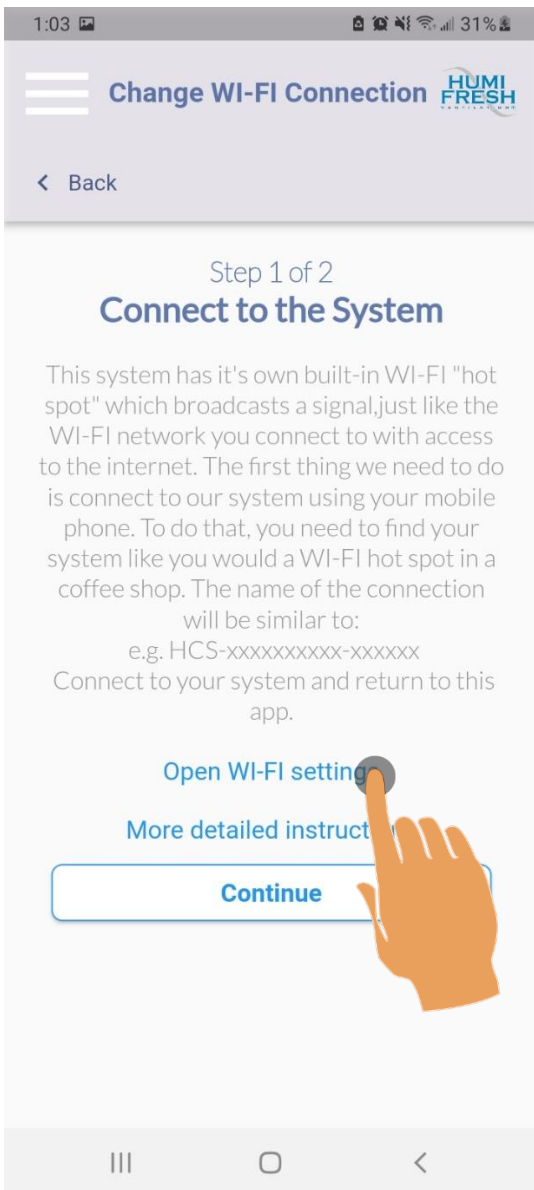 1:03 31%
Change WI-FI Connection HUMI
FRESH
Back
Step 1 of 2
Connect to the System
This system has it's own built-in WI-FI "hot
spot" which broadcasts a signal,just like the
WI-FI network you connect to with access
to the internet. The first thing we need to do
is connect to our system using your mobile
phone. To do that, you need to find your
system like you would a WI-FI hot spot in a
coffee shop. The name of the connection
will be similar to:
e.g. HCS-xxxxxxxxxx-xxxxxx
Connect to your system and return to this
app.
Open WI-FI settings
More detailed
Continue